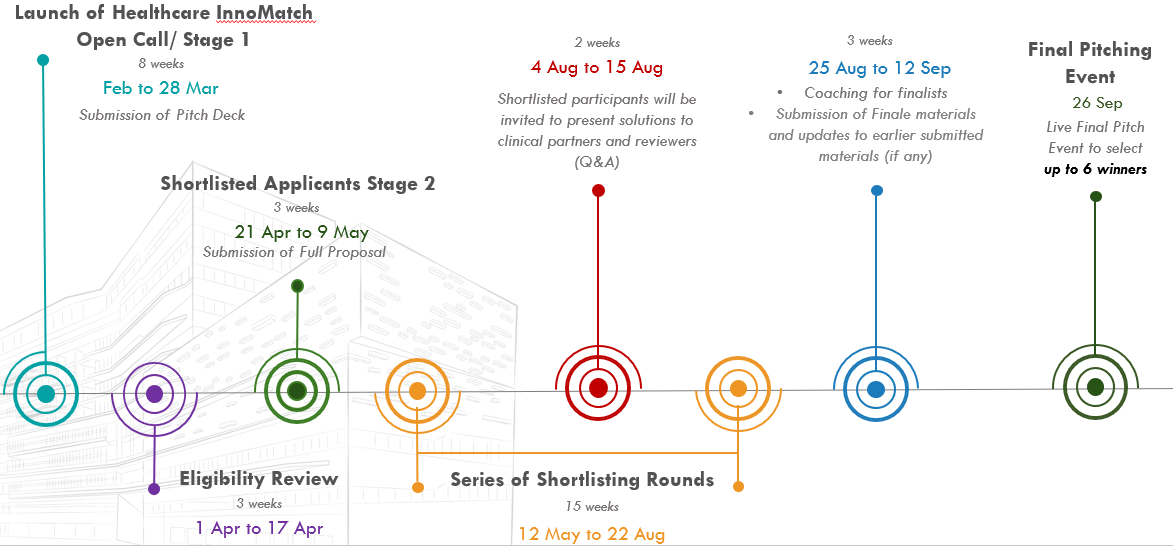 Launch of Healthcare InnoMatch
Open Call/ Stage 1
8 weeks
Feb to 28 Mar
Submission of Pitch Deck
Eligibility Review
3 weeks
1 Apr to 17 Apr
Shortlisted Applicants Stage 2
3 weeks
21 Apr to 9 May
Submission of Full Proposal
Series of Shortlisting Rounds
15 weeks
12 May to 22 Aug
2 weeks
4 Aug to 15 Aug
Shortlisted participants will be
invited to present solutions to
clinical partners and reviewers
(Q&A)
3 weeks
25 Aug to 12 Sep
• Coaching for finalists
• Submission of Finale materials
and updates to earlier submitted
materials (if any)
Final Pitching
Event
26 Sep
Live Final Pitch
Event to select
up to 6 winners